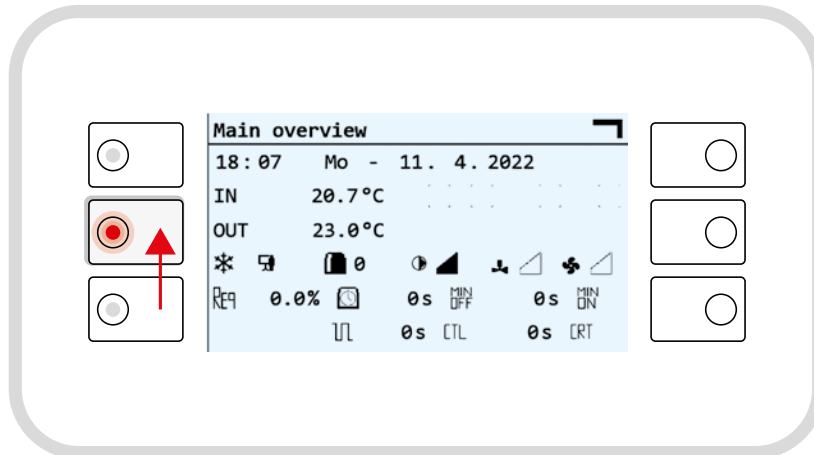 Main overview
18:07 Mo - 11. 4. 2022
IN 20.7°C
OUT 23.0°C
0
REQ 0.0% 0s MIN OFF 0s MIN ON
0s CTL 0s CRT